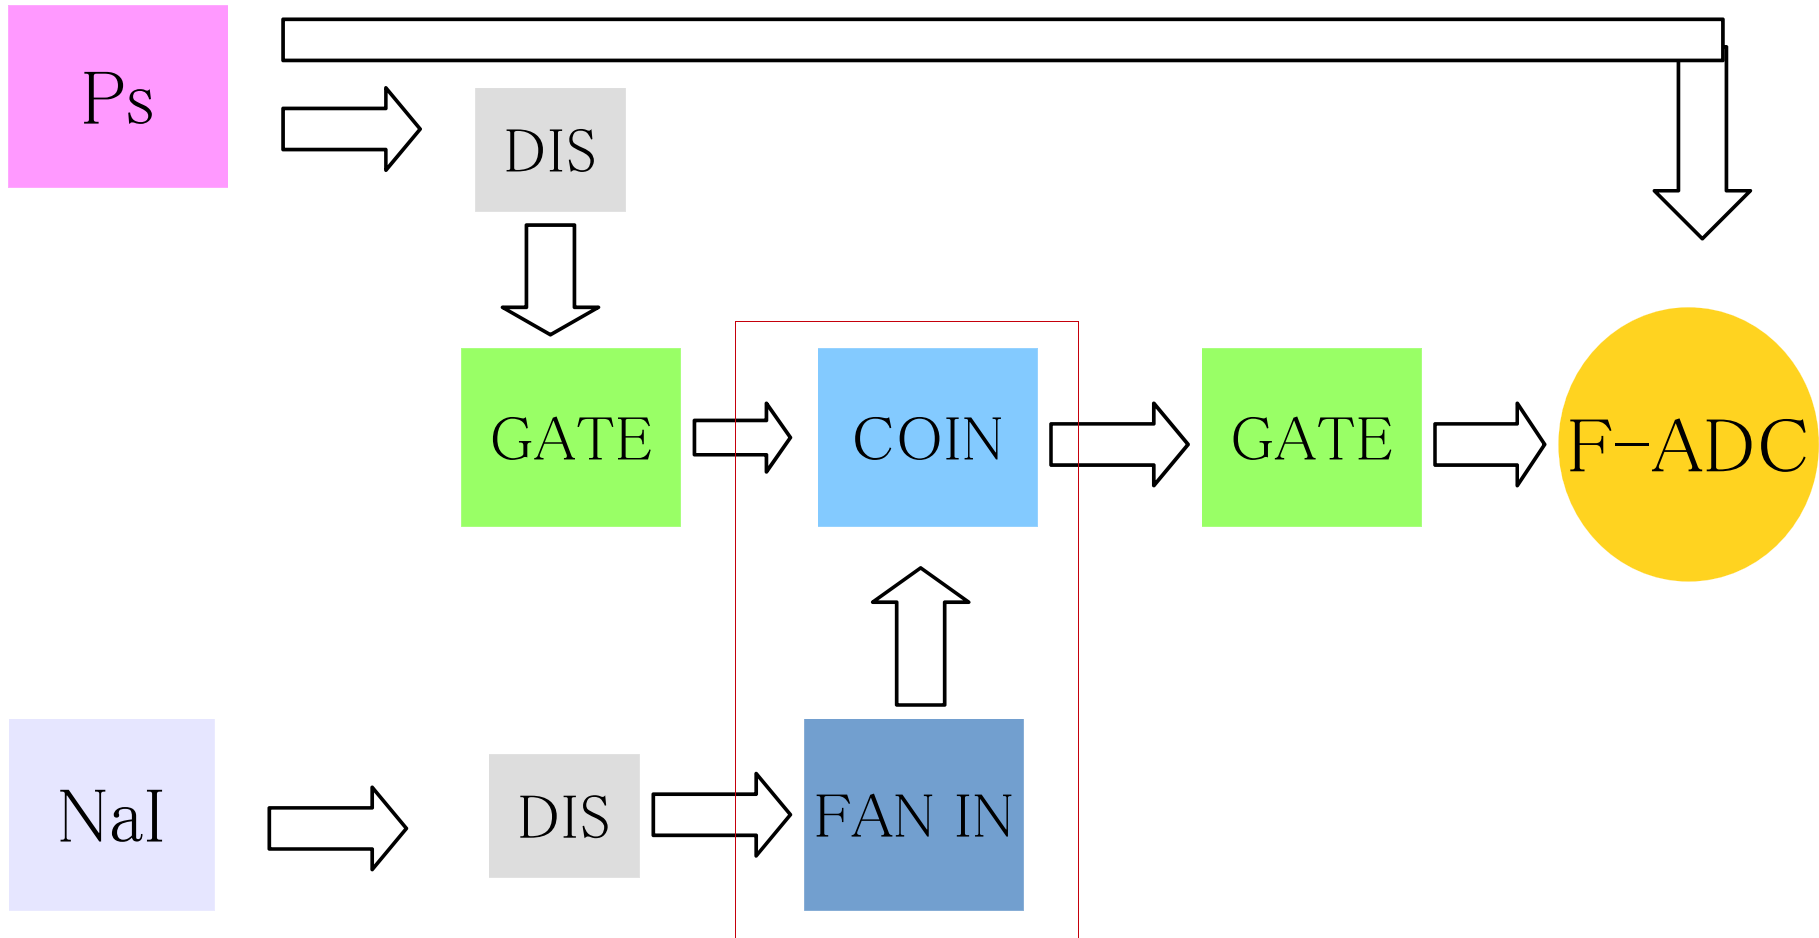 Ps
DIS
GATE
COIN
GATE
F-ADC
NaI
DIS
FAN IN